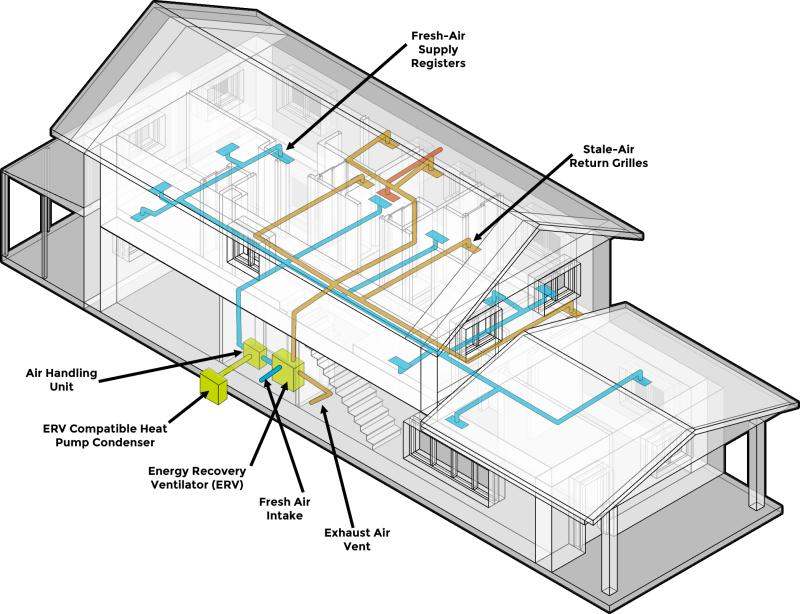 Fresh-Air
Supply
Registers
Stale-Air
Return Grilles
Air Handling
Unit
ERV Compatible Heat
Pump Condenser
Energy Recovery
Ventilator (ERV)
Fresh Air
Intake
Exhaust Air
Vent